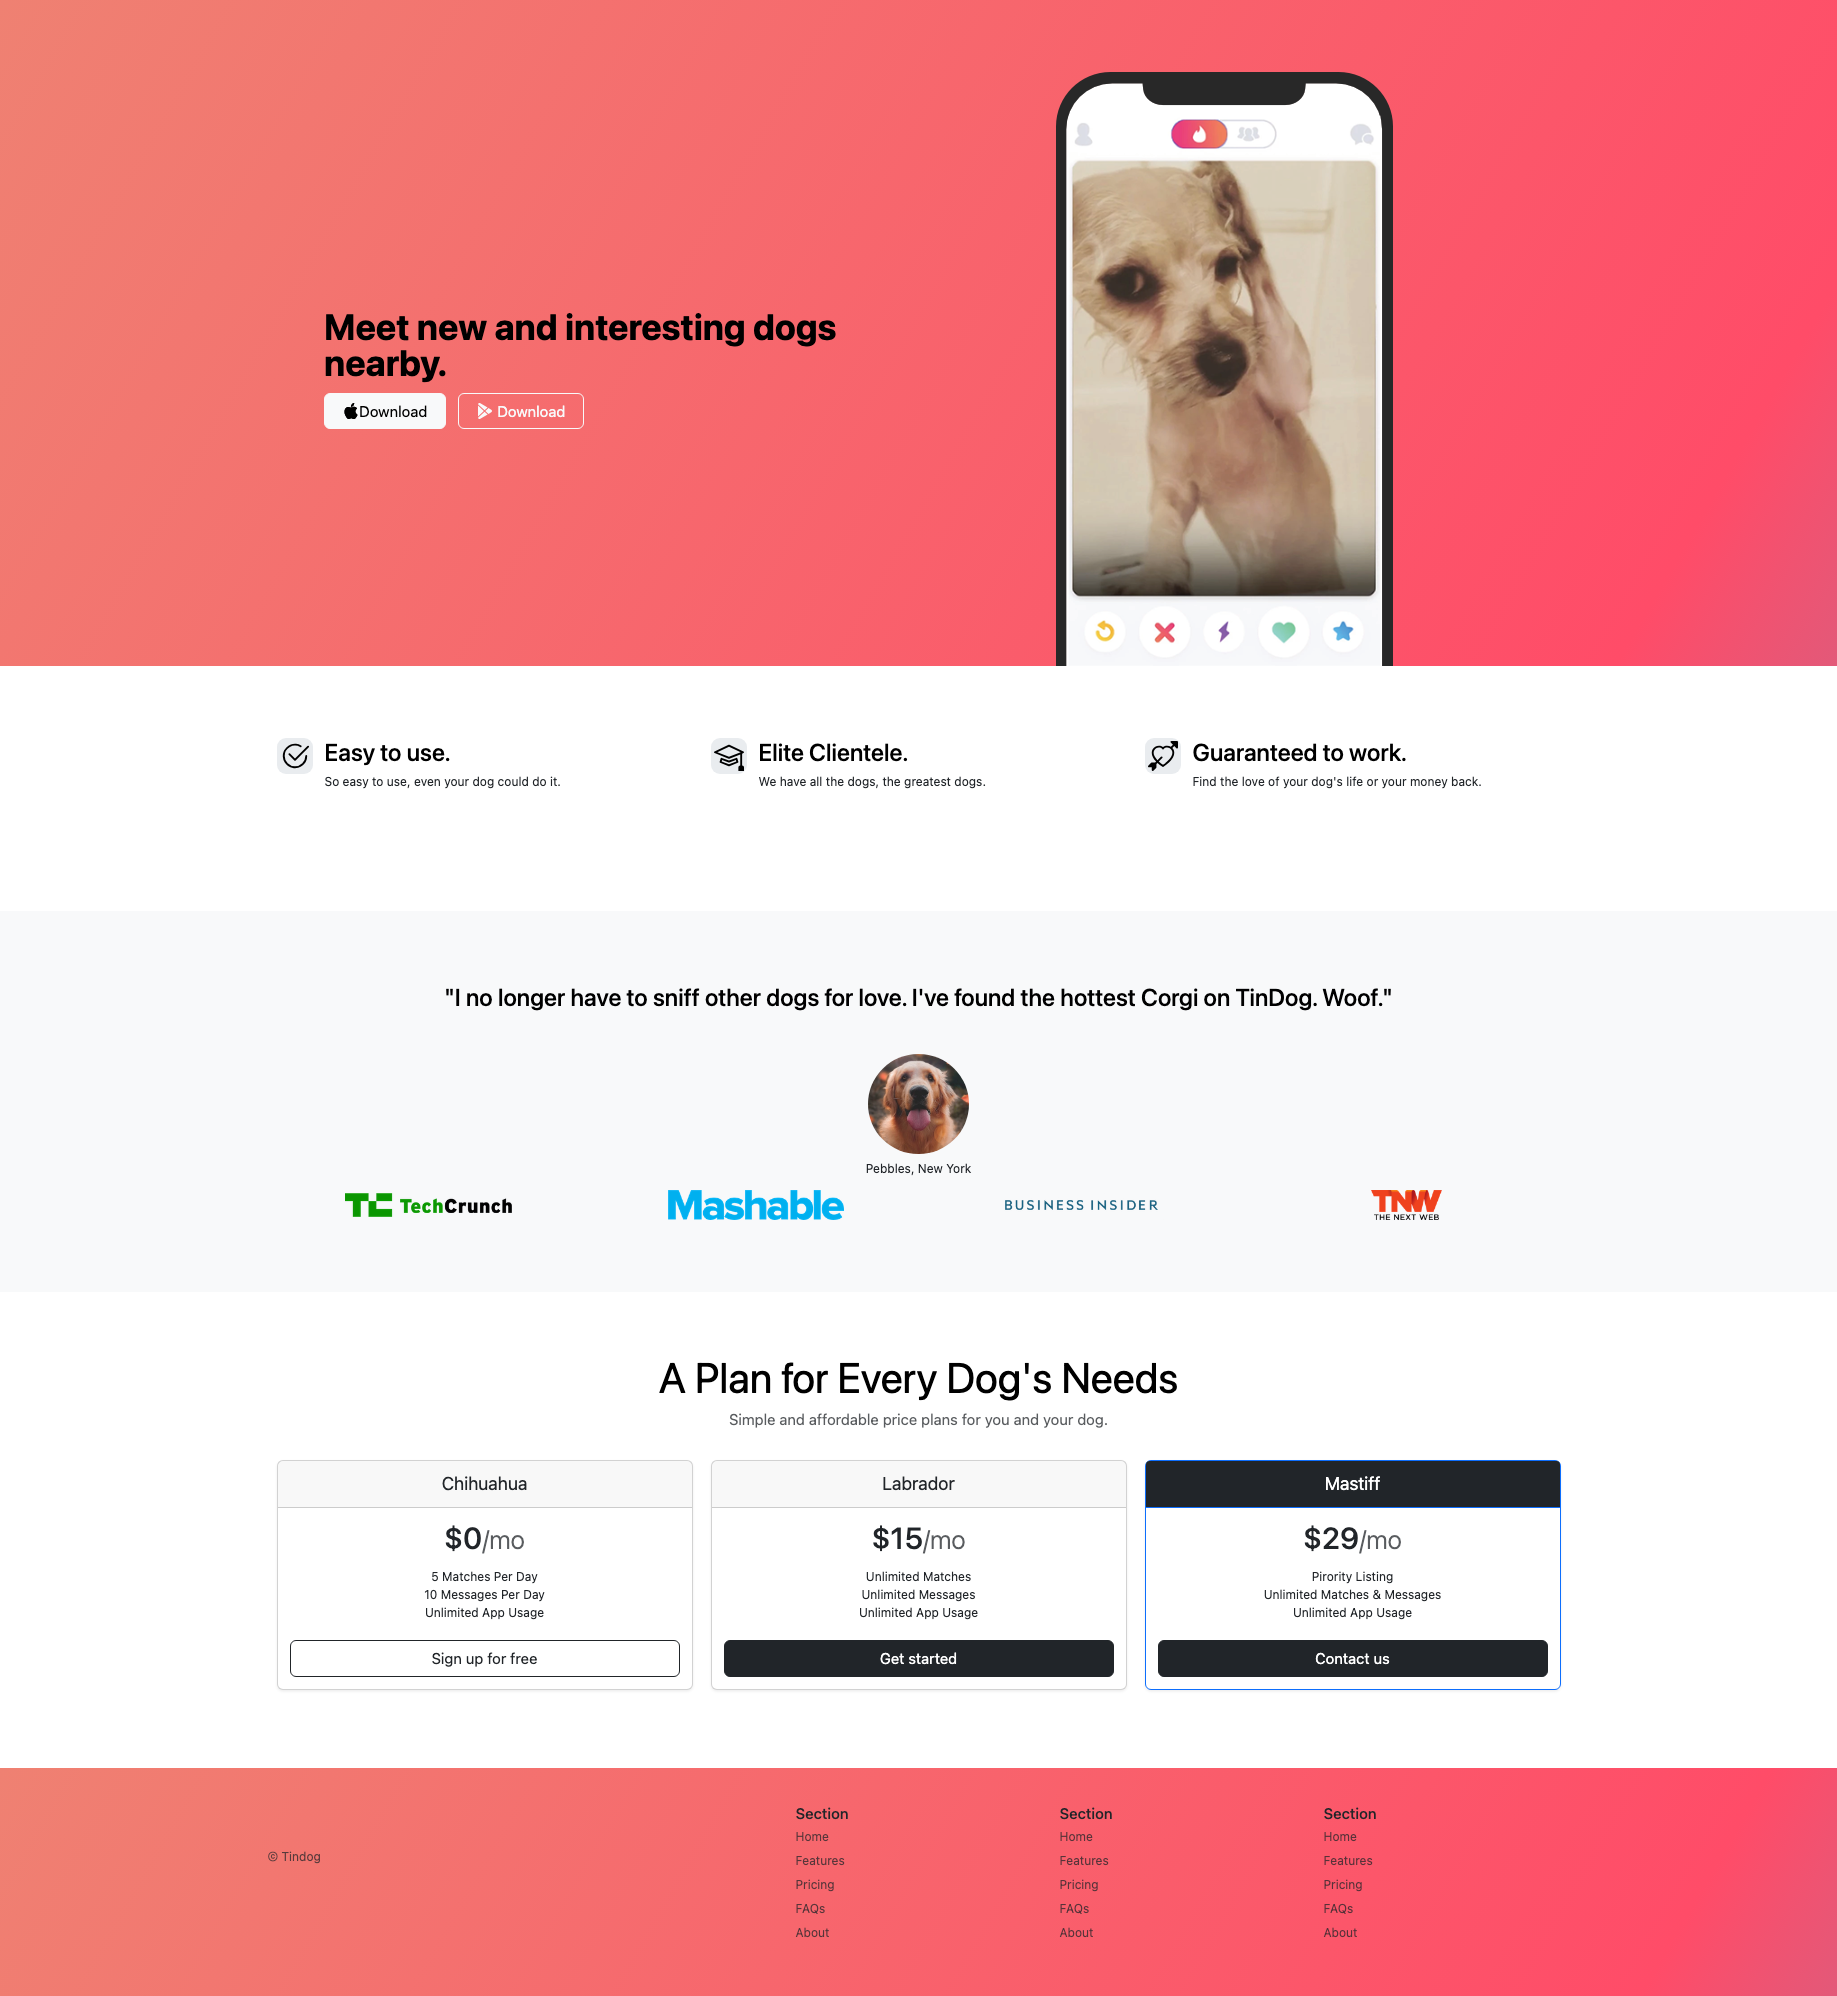 Meet new and interesting dogs
nearby.
Download
Download
Easy to use.
So easy to use, even your dog could do it.
Elite Clientele.
We have all the dogs, the greatest dogs.
Guaranteed to work.
Find the love of your dog's life or your money back.
"I no longer have to sniff other dogs for love. I've found the hottest Corgi on TinDog. Woof."
Pebbles, New York
TC TechCrunch
Mashable
BUSINESS INSIDER
TNW
THE NEXT WEB
A Plan for Every Dog's Needs
Simple and affordable price plans for you and your dog.
Chihuahua
$0/mo
5 Matches Per Day
10 Messages Per Day
Unlimited App Usage
Sign up for free
Labrador
$15/mo
Unlimited Matches
Unlimited Messages
Unlimited App Usage
Get started
Mastiff
$29/mo
Pirority Listing
Unlimited Matches & Messages
Unlimited App Usage
Contact us
© Tindog
Section
Home
Features
Pricing
FAQs
About
Section
Home
Features
Pricing
FAQs
About
Section
Home
Features
Pricing
FAQs
About